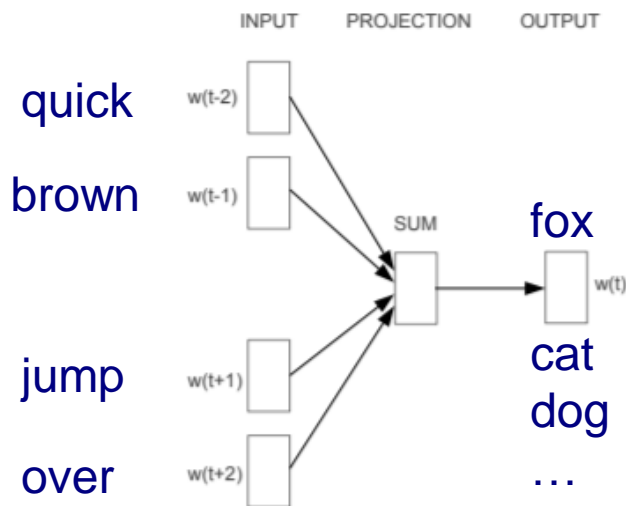 INPUT PROJECTION OUTPUT
quick w(t-2)
brown w(t-1)
SUM
fox
w(t)
jump w(t+1)
cat
dog
over w(t+2)
…